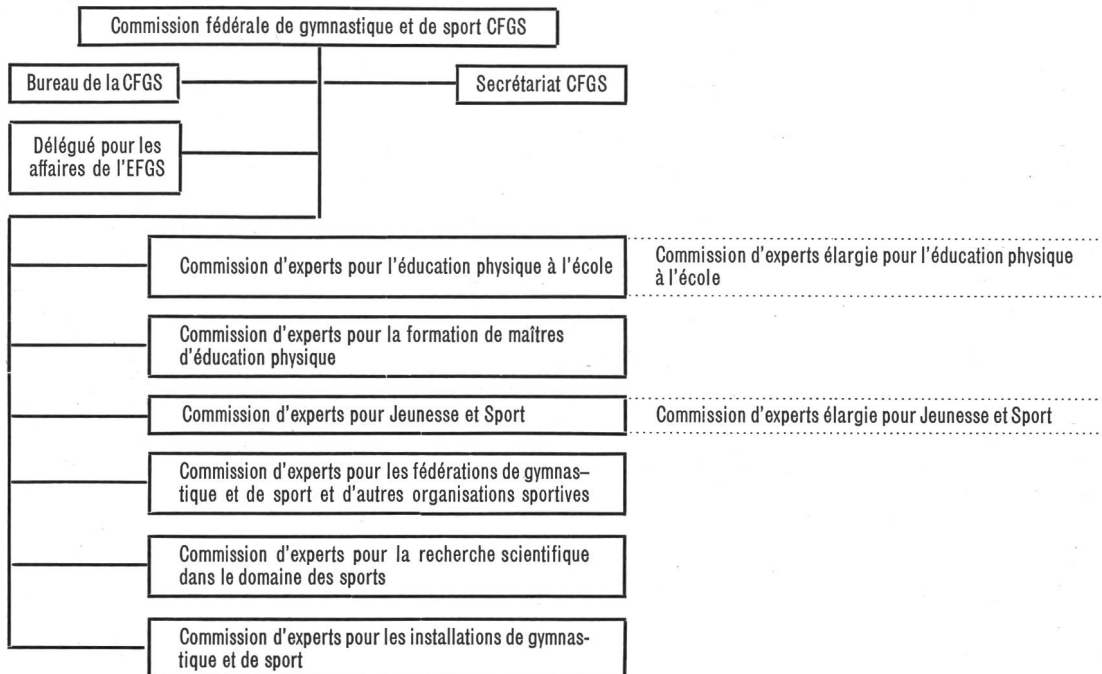 Commission fédérale de gymnastique et de sport CFGS
Bureau de la CFGS
Secrétariat CFGS
Délégué pour les
affaires de l'EFGS
Commission d'experts pour l'éducation physique à l'école
Commission d'experts élargie pour l'éducation physique
à l'école
Commission d'experts pour la formation de maîtres
d'éducation physique
Commission d'experts pour Jeunesse et Sport
Commission d'experts élargie pour Jeunesse et Sport
Commission d'experts pour les fédérations de gymnas-
tique et de sport et d'autres organisations sportives
Commission d'experts pour la recherche scientifique
dans le domaine des sports
Commission d'experts pour les installations de gymnas-
tique et de sport